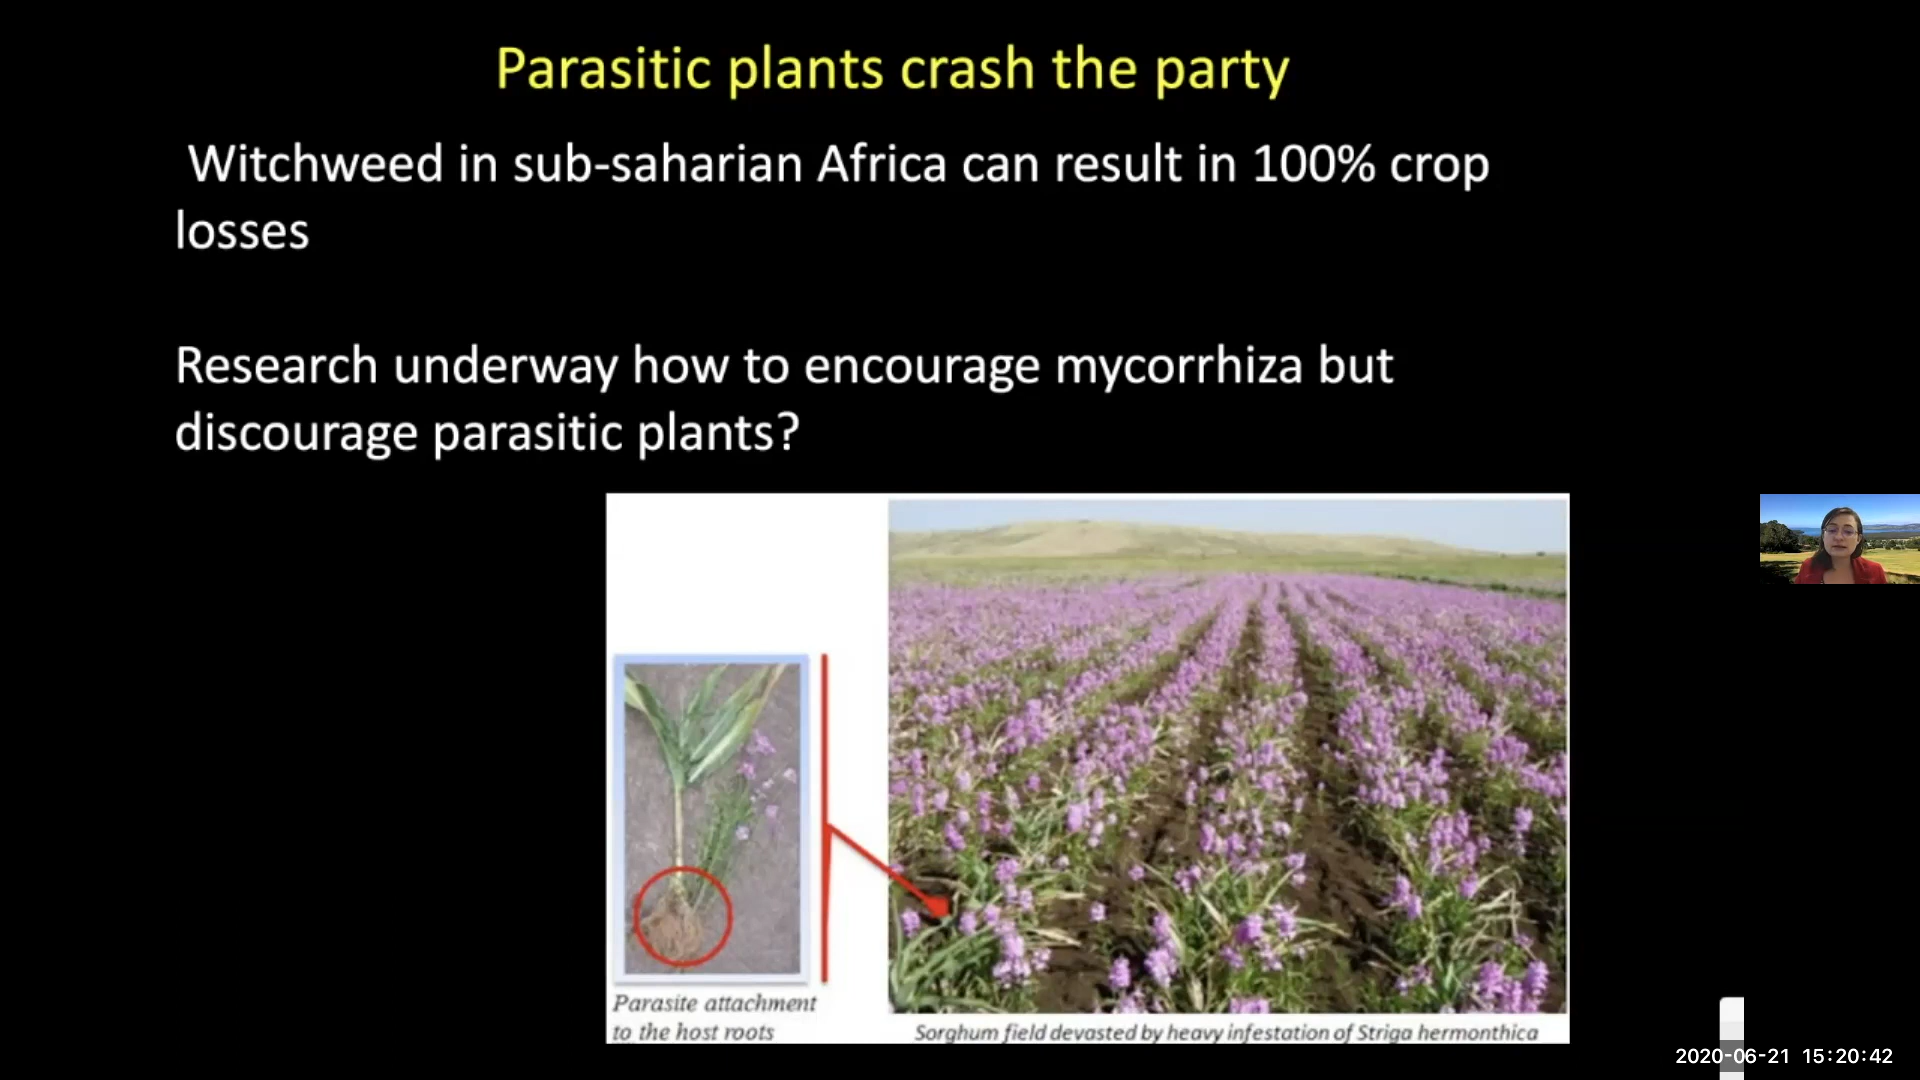 Parasitic plants crash the party
Witchweed in sub-saharian Africa can result in 100% crop
losses
Research underway how to encourage mycorrhiza but
discourage parasitic plants?
Parasite attachment
to the host roots
Sorghum field devasted by heavy infestation of Striga hermonthica
2020-06-21 15:20:42